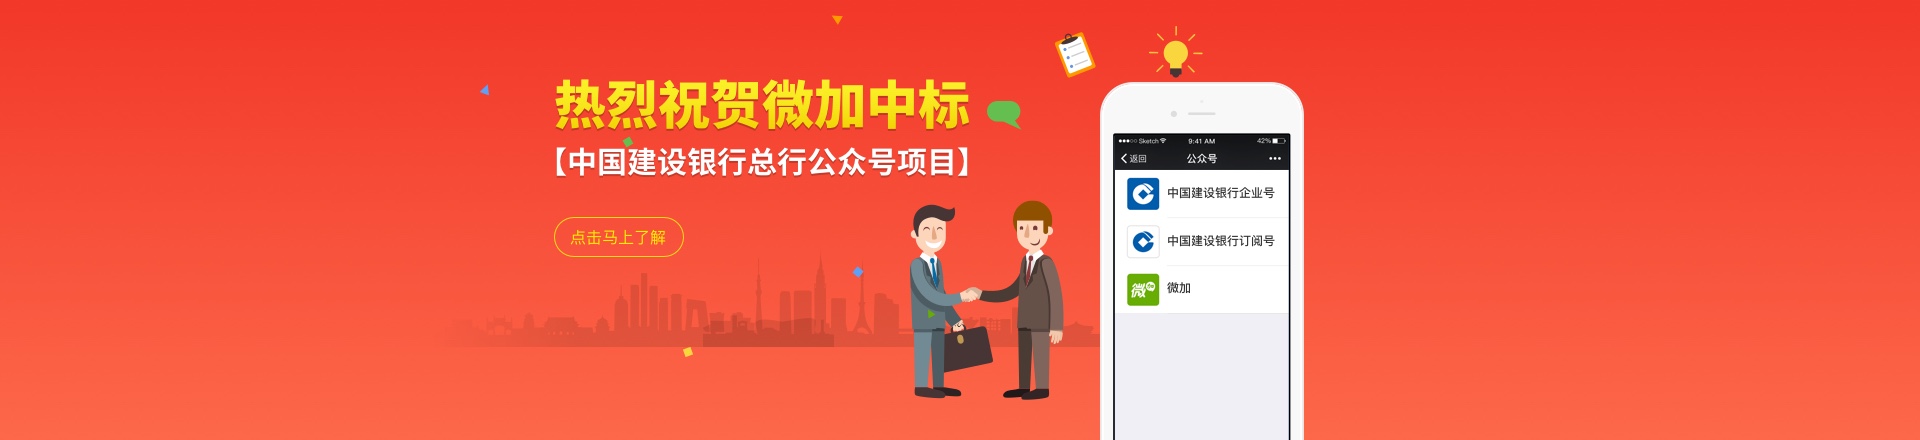 热烈祝贺微加中标
【中国建设银行总行公众号项目】
点击马上了解
Sketch 9:41 AM 42%
返回 公众号
中国建设银行企业号
中国建设银行订阅号
微加